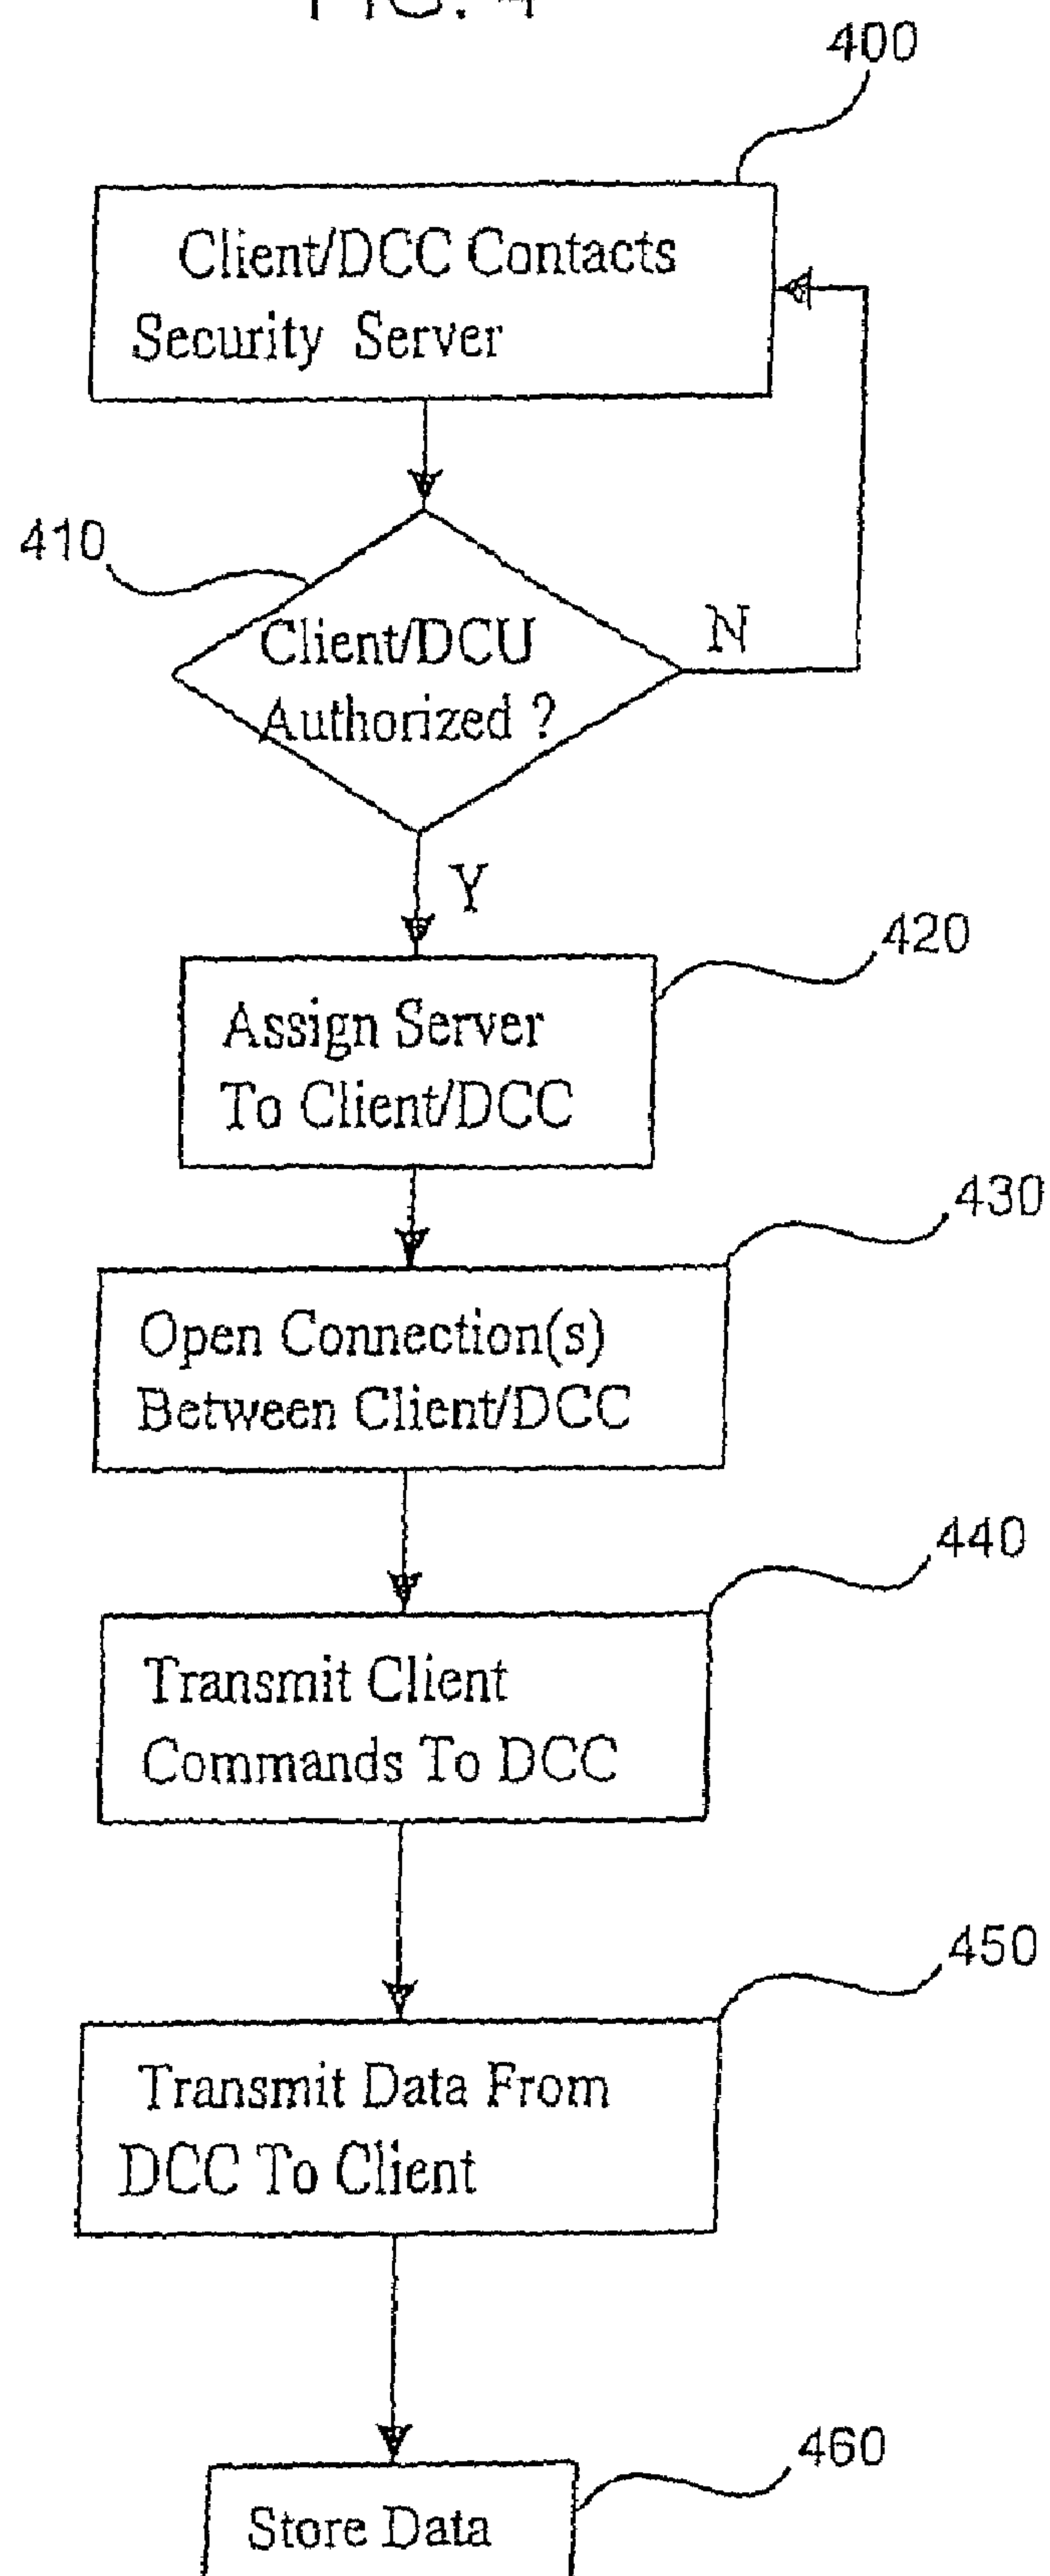 FIG. 4
400
Client/DCC Contacts
Security Server
410
Client/DCU
Authorized ?
N
Y
420
Assign Server
To Client/DCC
430
Open Connection(s)
Between Client/DCC
440
Transmit Client
Commands To DCC
450
Transmit Data From
DCC To Client
460
Store Data